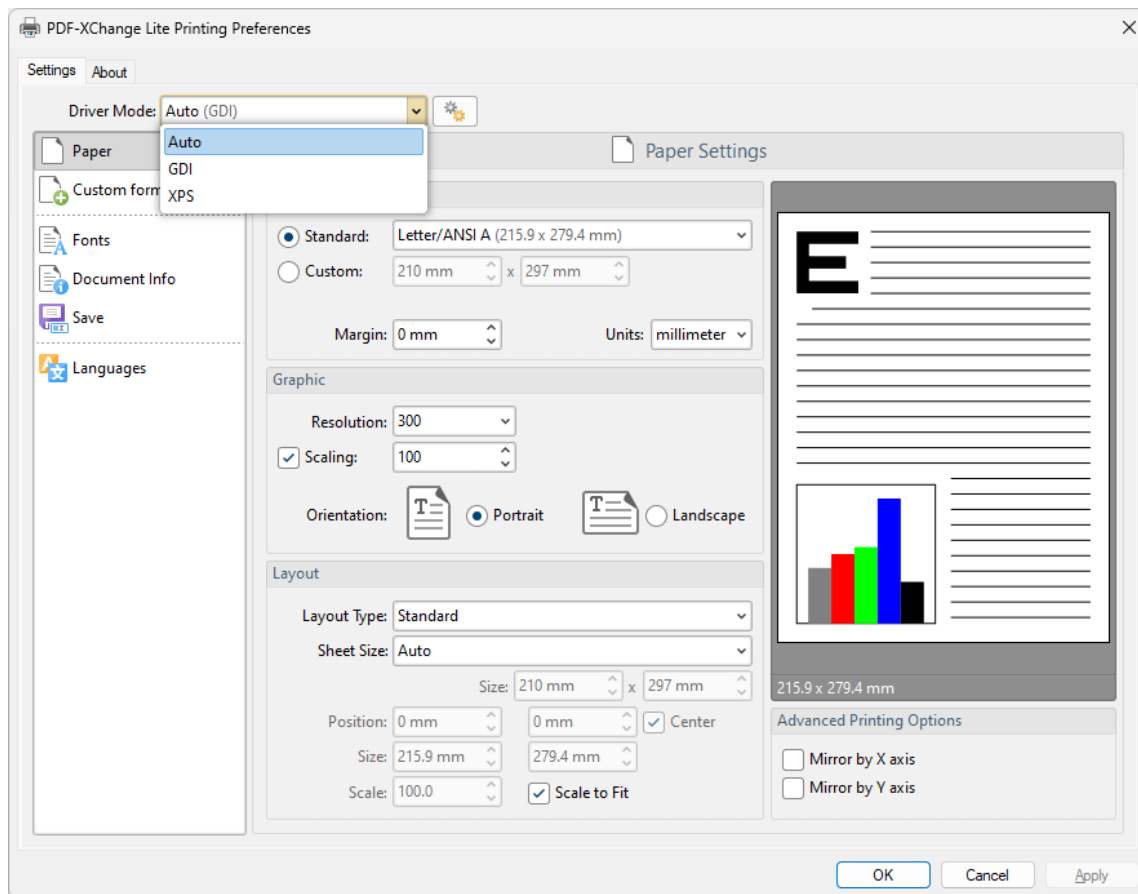 PDF-XChange Lite Printing Preferences
Settings About
Driver Mode: Auto (GDI)
Auto
GDI
XPS
Paper
Custom form
Fonts
Document Info
Save
Languages
Paper Settings
Standard: Letter/ANSI A (215.9 x 279.4 mm)
Custom: 210 mm x 297 mm
Margin: 0 mm Units: millimeter
Graphic
Resolution: 300
Scaling: 100
Orientation: T Portrait T Landscape
Layout
Layout Type: Standard
Sheet Size: Auto
Size: 210 mm x 297 mm
Position: 0 mm 0 mm Center
Size: 215.9 mm 279.4 mm
Scale: 100.0 Scale to Fit
E
215.9 x 279.4 mm
Advanced Printing Options
Mirror by X axis
Mirror by Y axis
OK Cancel Apply